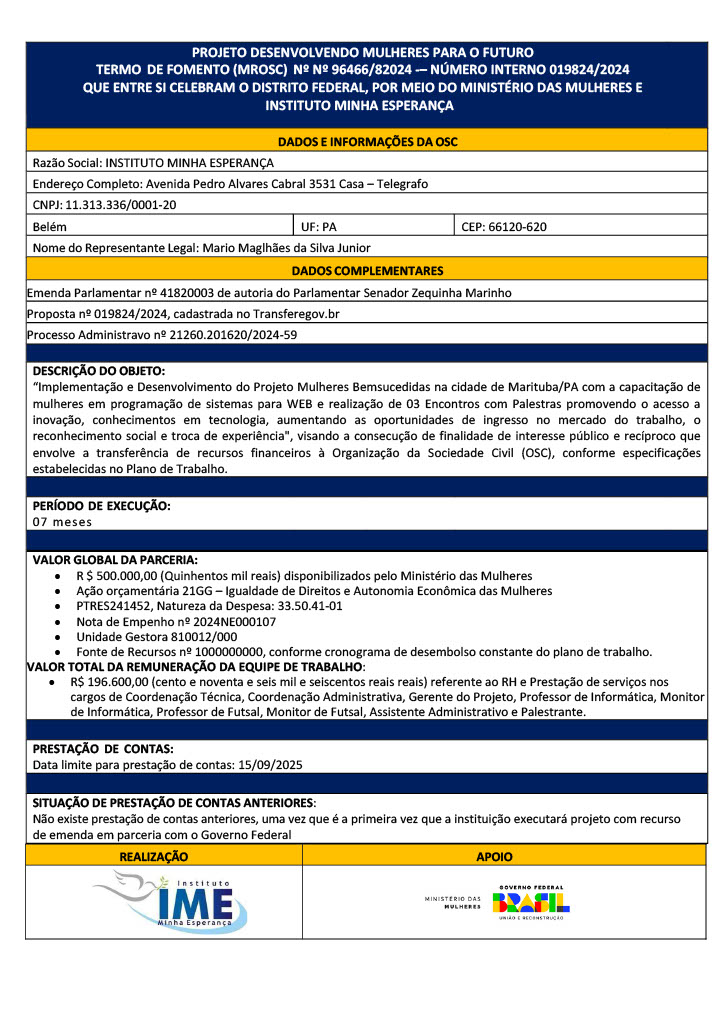 PROJETO DESENVOLVENDO MULHERES PARA O FUTURO
TERMO DE FOMENTO (MROSC) Nº Nº 96466/82024 -– NÚMERO INTERNO 019824/2024
QUE ENTRE SI CELEBRAM O DISTRITO FEDERAL, POR MEIO DO MINISTÉRIO DAS MULHERES E
INSTITUTO MINHA ESPERANÇA
DADOS E INFORMAÇÕES DA OSC
Razão Social: INSTITUTO MINHA ESPERANÇA
Endereço Completo: Avenida Pedro Alvares Cabral 3531 Casa – Telegrafo
CNPJ: 11.313.336/0001-20
Belém UF: PA CEP: 66120-620
Nome do Representante Legal: Mario Maglhães da Silva Junior
DADOS COMPLEMENTARES
Emenda Parlamentar nº 41820003 de autoria do Parlamentar Senador Zequinha Marinho
Proposta nº 019824/2024, cadastrada no Transferegov.br
Processo Administravo nº 21260.201620/2024-59
DESCRIÇÃO DO OBJETO:
“Implementação e Desenvolvimento do Projeto Mulheres Bemsucedidas na cidade de Marituba/PA com a capacitação de
mulheres em programação de sistemas para WEB e realização de 03 Encontros com Palestras promovendo o acesso a
inovação, conhecimentos em tecnologia, aumentando as oportunidades de ingresso no mercado do trabalho, o
reconhecimento social e troca de experiência", visando a consecução de finalidade de interesse público e recíproco que
envolve a transferência de recursos financeiros à Organização da Sociedade Civil (OSC), conforme especificações
estabelecidas no Plano de Trabalho.
PERÍODO DE EXECUÇÃO:
07 meses
VALOR GLOBAL DA PARCERIA:
• R $ 500.000,00 (Quinhentos mil reais) disponibilizados pelo Ministério das Mulheres
• Ação orçamentária 21GG – Igualdade de Direitos e Autonomia Econômica das Mulheres
• PTRES241452, Natureza da Despesa: 33.50.41-01
• Nota de Empenho nº 2024NE000107
• Unidade Gestora 810012/000
• Fonte de Recursos nº 1000000000, conforme cronograma de desembolso constante do plano de trabalho.
VALOR TOTAL DA REMUNERAÇÃO DA EQUIPE DE TRABALHO:
• R$ 196.600,00 (cento e noventa e seis mil e seiscentos reais reais) referente ao RH e Prestação de serviços nos
cargos de Coordenação Técnica, Coordenação Administrativa, Gerente do Projeto, Professor de Informática, Monitor
de Informática, Professor de Futsal, Monitor de Futsal, Assistente Administrativo e Palestrante.
PRESTAÇÃO DE CONTAS:
Data limite para prestação de contas: 15/09/2025
SITUAÇÃO DE PRESTAÇÃO DE CONTAS ANTERIORES:
Não existe prestação de contas anteriores, uma vez que é a primeira vez que a instituição executará projeto com recurso
de emenda em parceria com o Governo Federal
REALIZAÇÃO APOIO
Instituto
IME
Minha Esperança
MINISTÉRIO DAS
MULHERES
GOVERNO FEDERAL
BRASIL
UNIÃO E RECONSTRUÇÃO